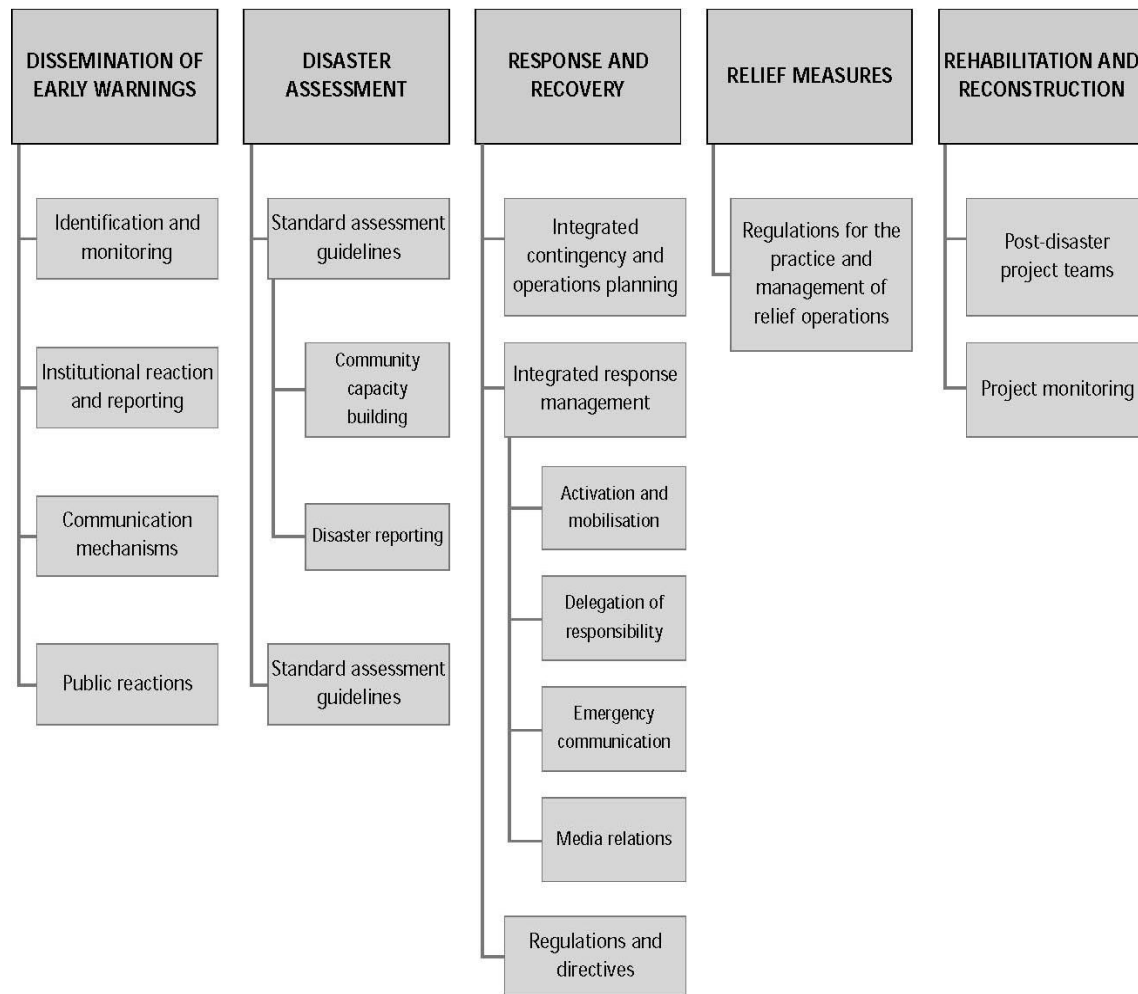 DISSEMINATION OF
EARLY WARNINGS
Identification and
monitoring
Institutional reaction
and reporting
Communication
mechanisms
Public reactions
DISASTER
ASSESSMENT
Standard assessment
guidelines
Community
capacity
building
Disaster reporting
Standard assessment
guidelines
RESPONSE AND
RECOVERY
Integrated
contingency and
operations planning
Integrated response
management
Activation and
mobilisation
Delegation of
responsibility
Emergency
communication
Media relations
Regulations and
directives
RELIEF MEASURES
Regulations for the
practice and
management of
relief operations
REHABILITATION AND
RECONSTRUCTION
Post-disaster
project teams
Project monitoring